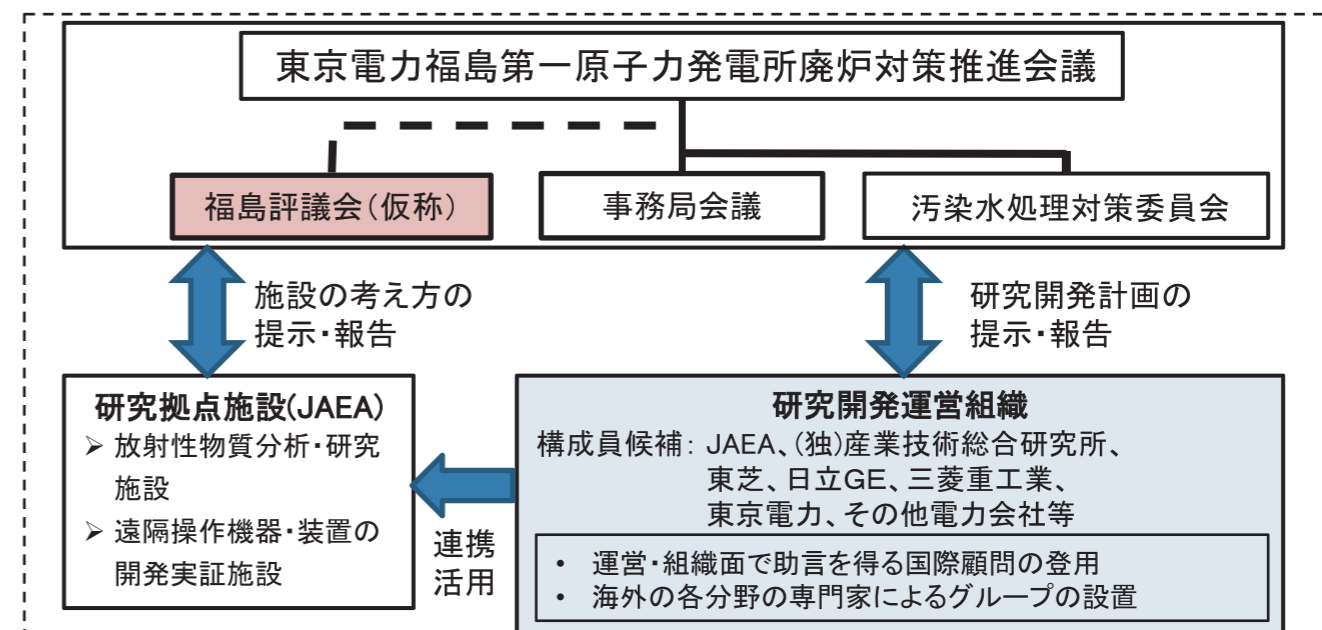 東京電力福島第一原子力発電所廃炉対策推進会議
福島評議会(仮称)
事務局会議
汚染水処理対策委員会
施設の考え方の
提示・報告
研究開発計画の
提示・報告
研究拠点施設(JAEA)
➢ 放射性物質分析・研究
施設
➢ 遠隔操作機器・装置の
開発実証施設
連携
活用
研究開発運営組織
構成員候補: JAEA、(独)産業技術総合研究所、
東芝、日立GE、三菱重工業、
東京電力、その他電力会社等
• 運営・組織面で助言を得る国際顧問の登用
• 海外の各分野の専門家によるグループの設置